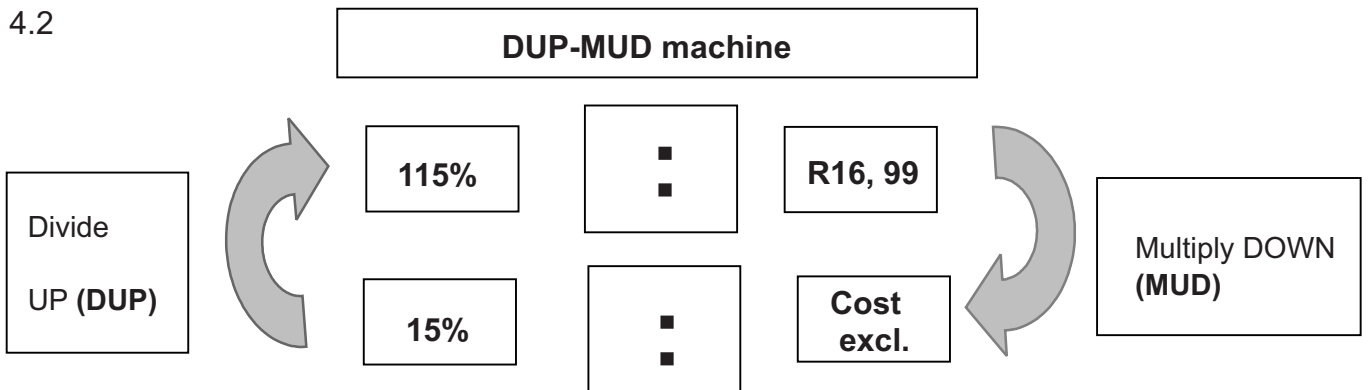 4.2
DUP-MUD machine
115%
:
R16, 99
Divide
UP (DUP)
Multiply DOWN
(MUD)
15%
:
Cost
excl.